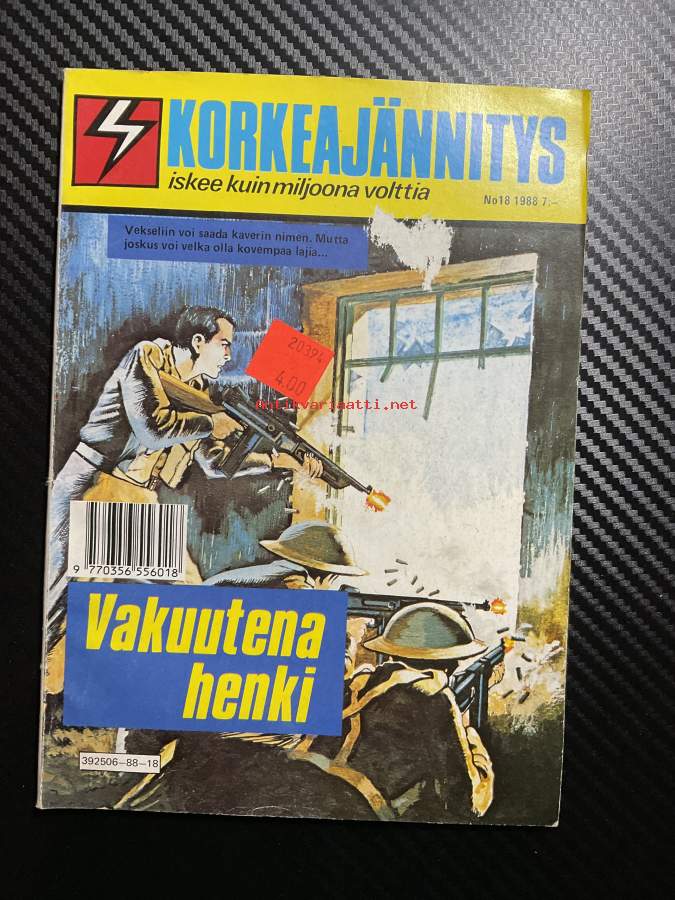 KORKEAJÄNNITYS
iskee kuin miljoona volttia
No18 1988 7:-
Vekseliin voi saada kaverin nimen. Mutta
joskus voi velka olla kovempaa lajia...
20394
4.00
Antikvariaatti.net
9 770356 556018
Vakuutena
henki
392506-88-18